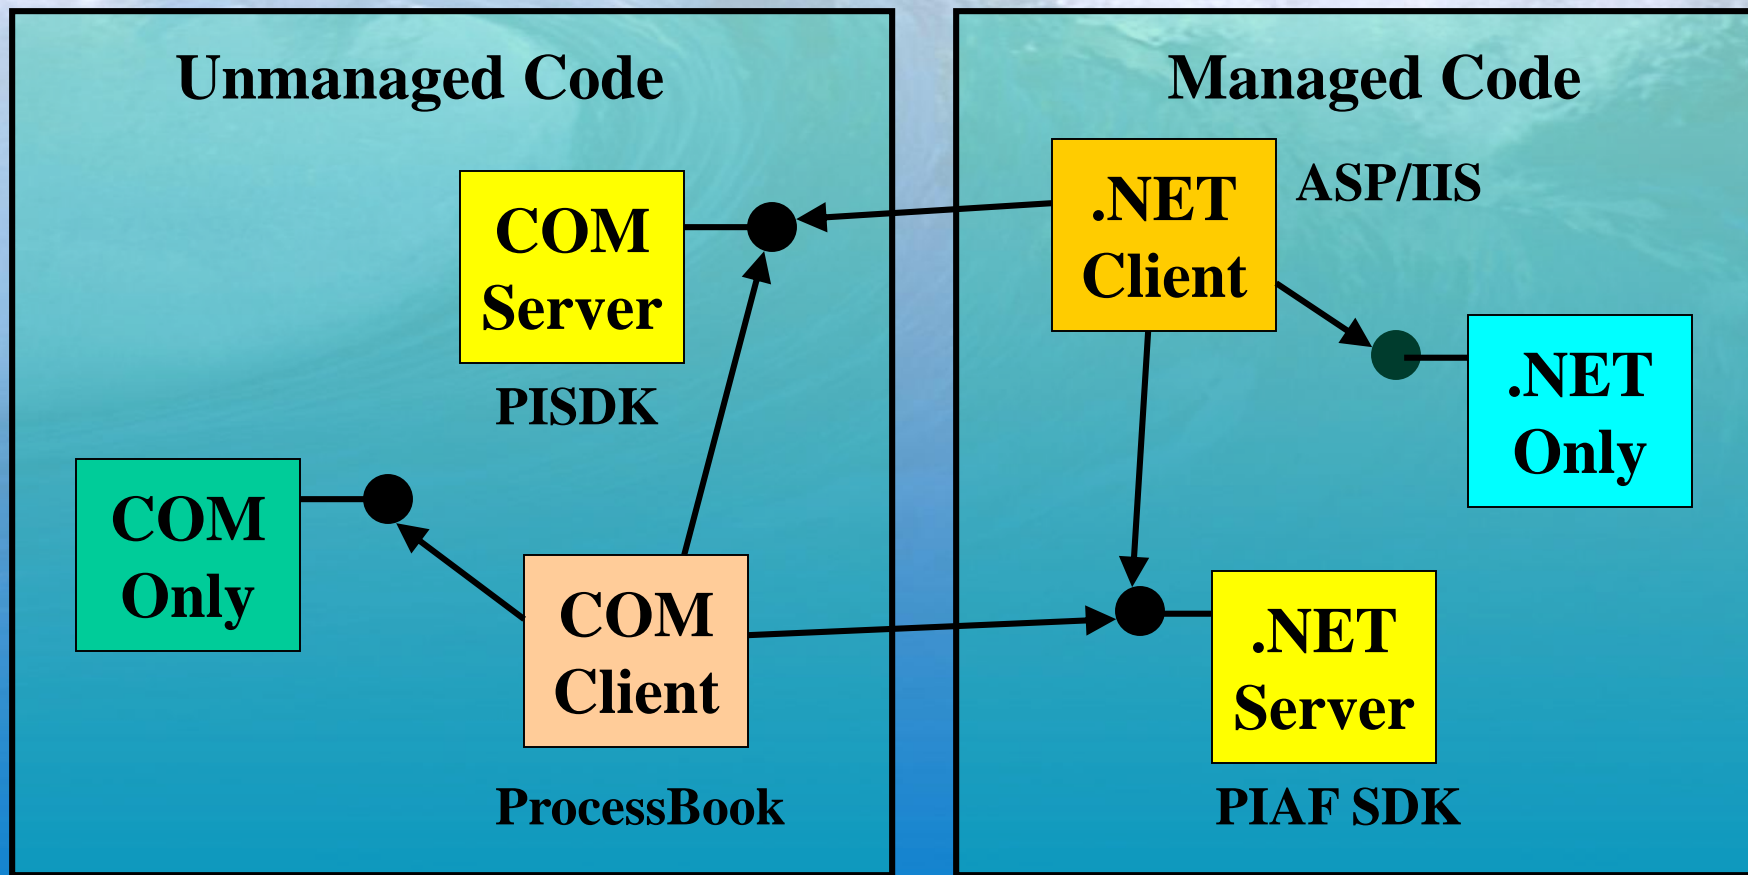 Unmanaged Code
COM
Server
PISDK
COM
Only
COM
Client
ProcessBook
Managed Code
.NET
Client
ASP/IIS
.NET
Only
.NET
Server
PIAF SDK